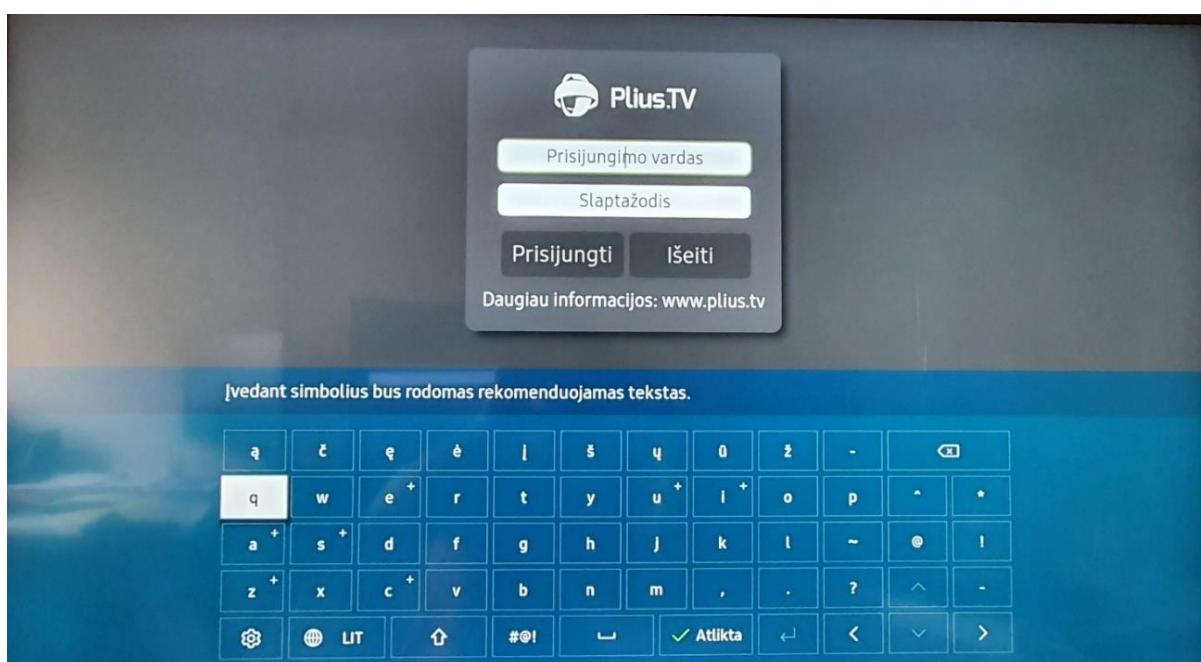 Plius.TV
Prisijungimo vardas
Slaptažodis
Prisijungti Išeiti
Daugiau informacijos: www.plius.tv
Įvedant simbolius bus rodomas rekomenduojamas tekstas.
ą č ę ė į š ų ū ž -
q w e + r t y u + i + o p ^ *
a + s + d f g h j k l ~ @ !
z + x c + v b n m , . ? -
LIT #@! Atlikta < >